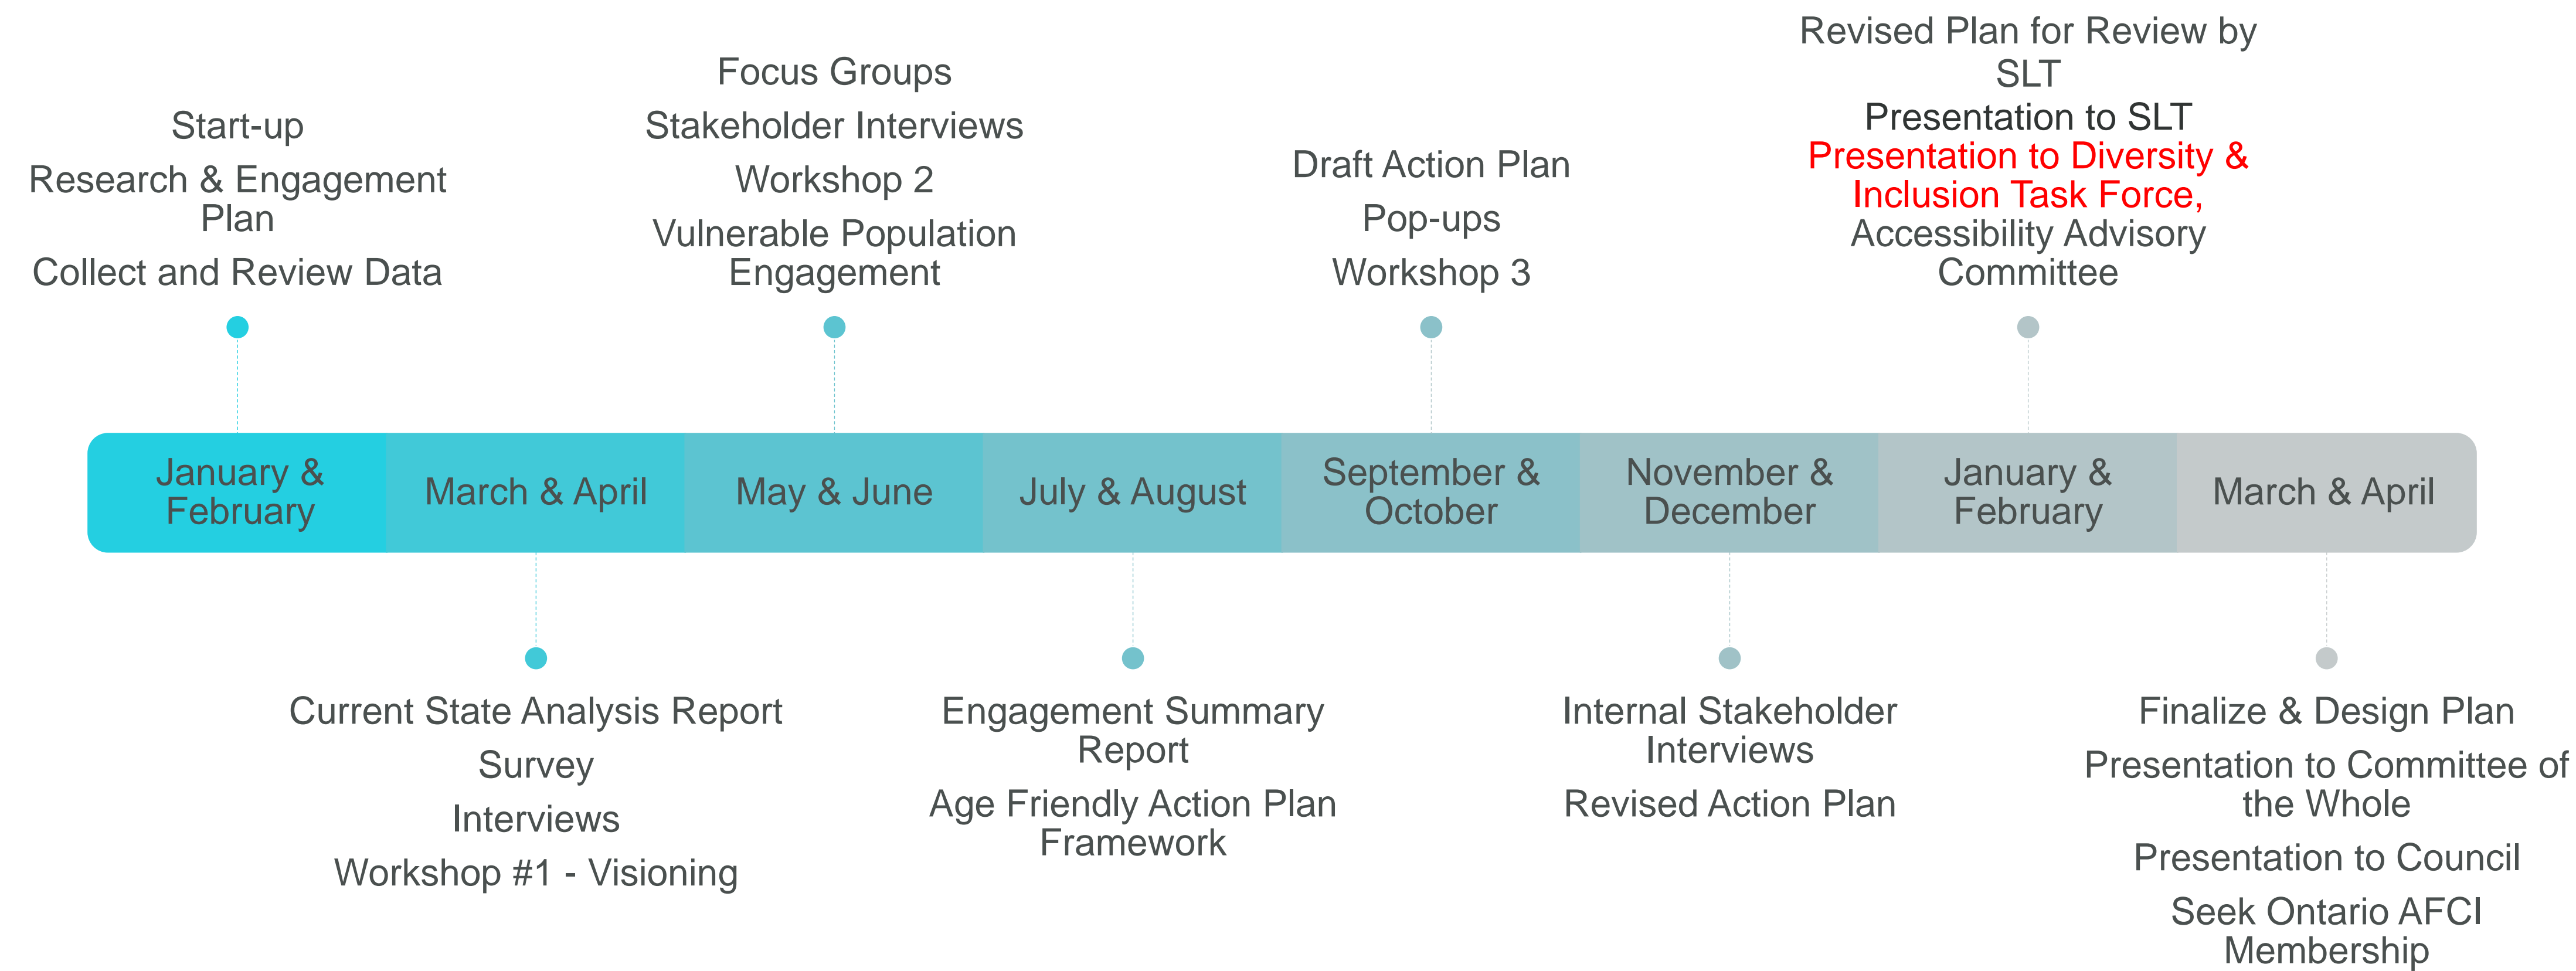 Start-up
Research & Engagement
Plan
Collect and Review Data
Focus Groups
Stakeholder Interviews
Workshop 2
Vulnerable Population
Engagement
Draft Action Plan
Pop-ups
Workshop 3
Revised Plan for Review by
SLT
Presentation to SLT
Presentation to Diversity &
Inclusion Task Force,
Accessibility Advisory
Committee
January &
February
March & April
May & June
July & August
September &
October
November &
December
January &
February
March & April
Current State Analysis Report
Survey
Interviews
Workshop #1 - Visioning
Engagement Summary
Report
Age Friendly Action Plan
Framework
Internal Stakeholder
Interviews
Revised Action Plan
Finalize & Design Plan
Presentation to Committee of
the Whole
Presentation to Council
Seek Ontario AFCI
Membership